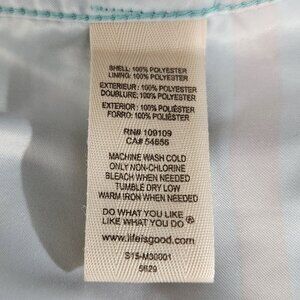 SHELL: 100% POLYESTER
LINING: 100% POLYESTER
EXTERIEUR: 100% POLYESTER
DOUBLURE: 100% POLYESTER
EXTERIOR: 100% POLIÉSTER
FORRO: 100% POLIÉSTER
RN# 109109
CA# 54656
MACHINE WASH COLD
ONLY NON-CHLORINE
BLEACH WHEN NEEDED
TUMBLE DRY LOW
WARM IRON WHEN NEEDED
DO WHAT YOU LIKE
LIKE WHAT YOU DO
www.lifeisgood.com
S15-M30001
5629